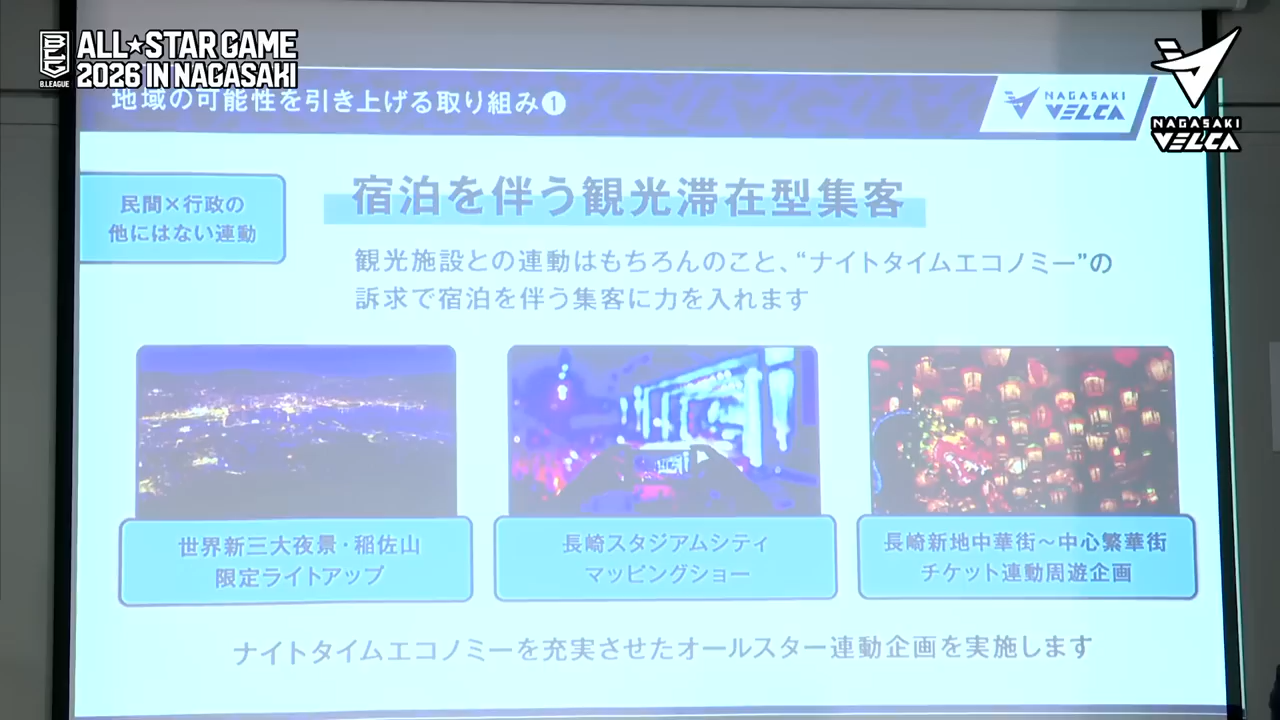 B.LEAGUE
ALL★STAR GAME
2026 IN NAGASAKI
地域の可能性を引き上げる取り組み❶
NAGASAKI
VELCA
NAGASAKI
VELCA
民間×行政の
他にはない連動
宿泊を伴う観光滞在型集客
観光施設との連動はもちろんのこと、“ナイトタイムエコノミー”の
訴求で宿泊を伴う集客に力を入れます
世界新三大夜景・稲佐山
限定ライトアップ
長崎スタジアムシティ
マッピングショー
長崎新地中華街～中心繁華街
チケット連動周遊企画
ナイトタイムエコノミーを充実させたオールスター連動企画を実施します